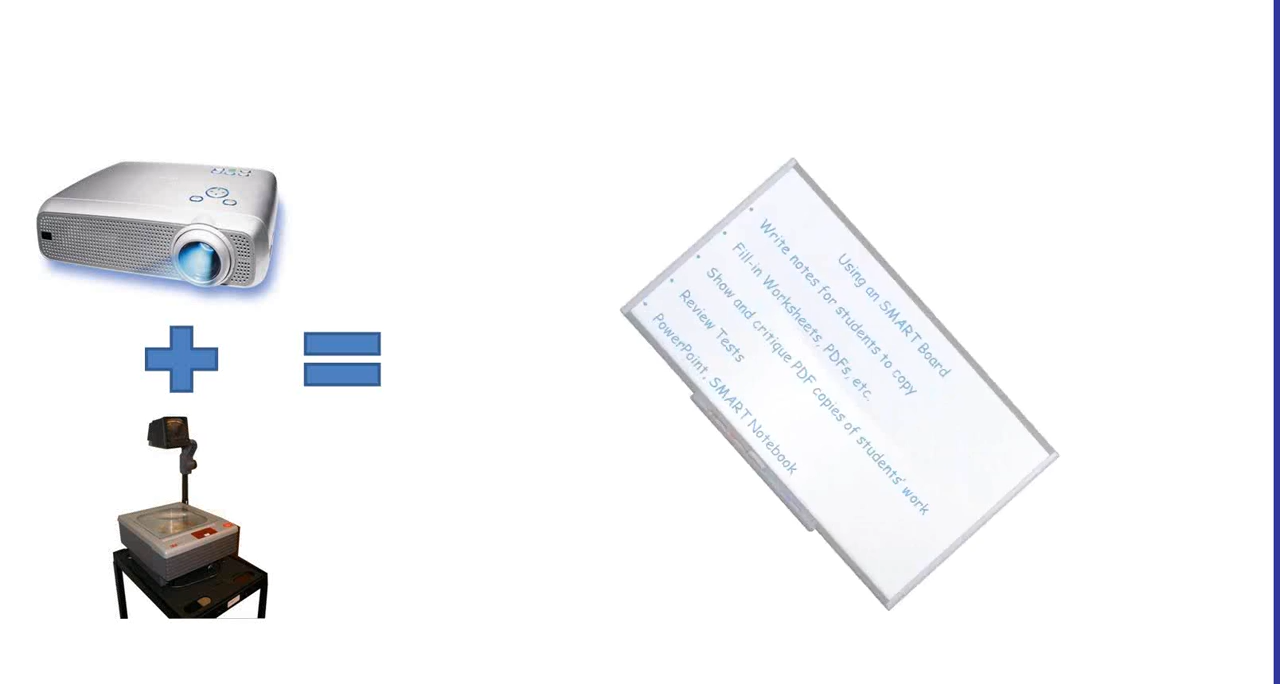 Using an SMART Board
• Write notes for students to copy
• Fill-in Worksheets, PDFs, etc.
• Show and critique PDF copies of students' work
• Review Tests
• PowerPoint, SMART Notebook